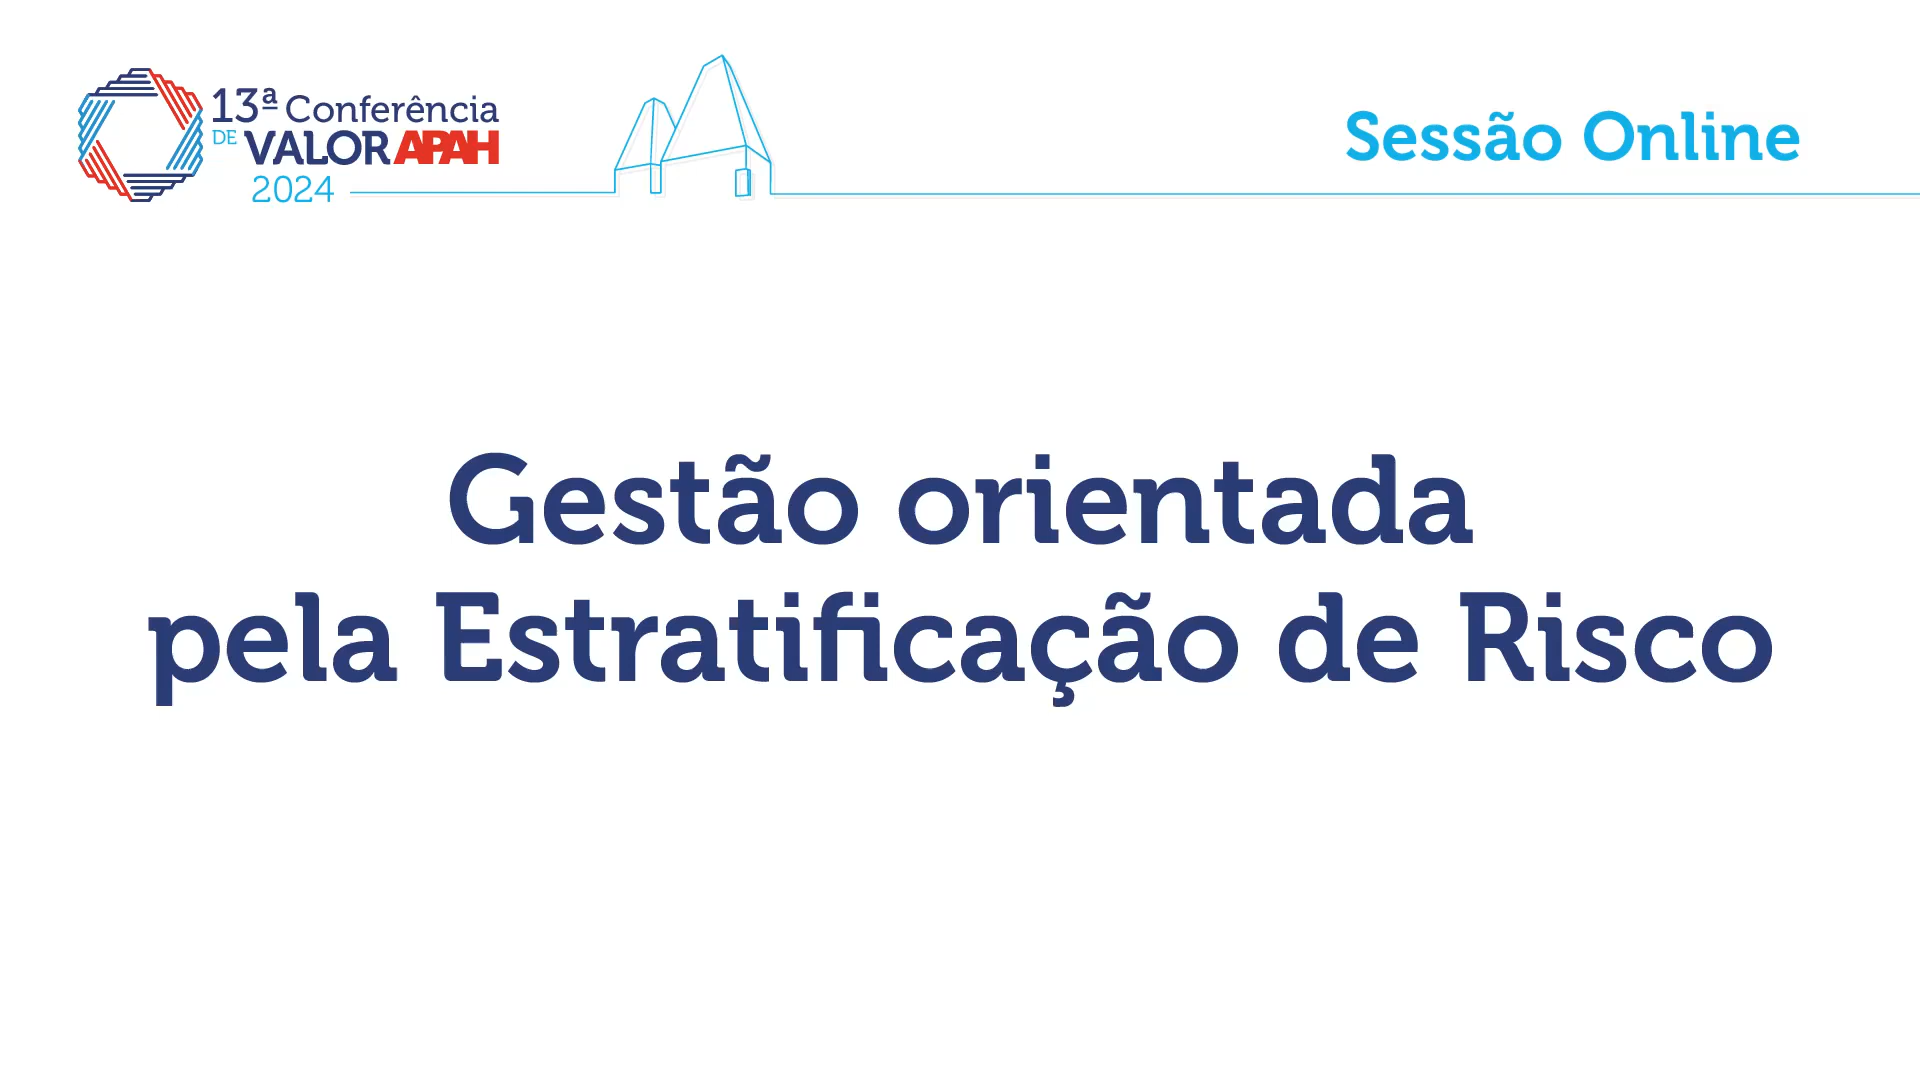 13ª Conferência
DE VALOR APAH
2024
Sessão Online
Gestão orientada
pela Estratificação de Risco